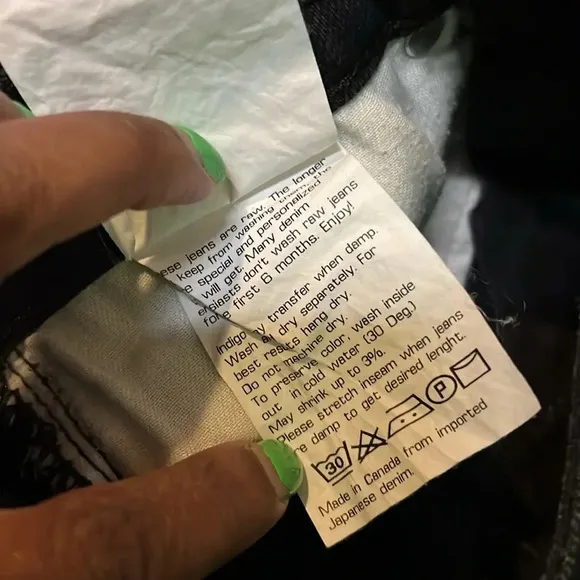 ese jeans are raw. The longer
keep from washing them, the
e special and personalized
will get. Many denim
siasts don't wash raw jeans
e first 6 months. Enjoy!
Indigo may transfer when damp.
Wash and dry separately. For
best results hang dry.
Do not machine dry.
To preserve color, wash inside
out in cold water (30 Deg.)
May shrink up to 3%.
Please stretch inseam when jeans
are damp to get desired lenght.
30 P
Made in Canada from imported
Japanese denim.